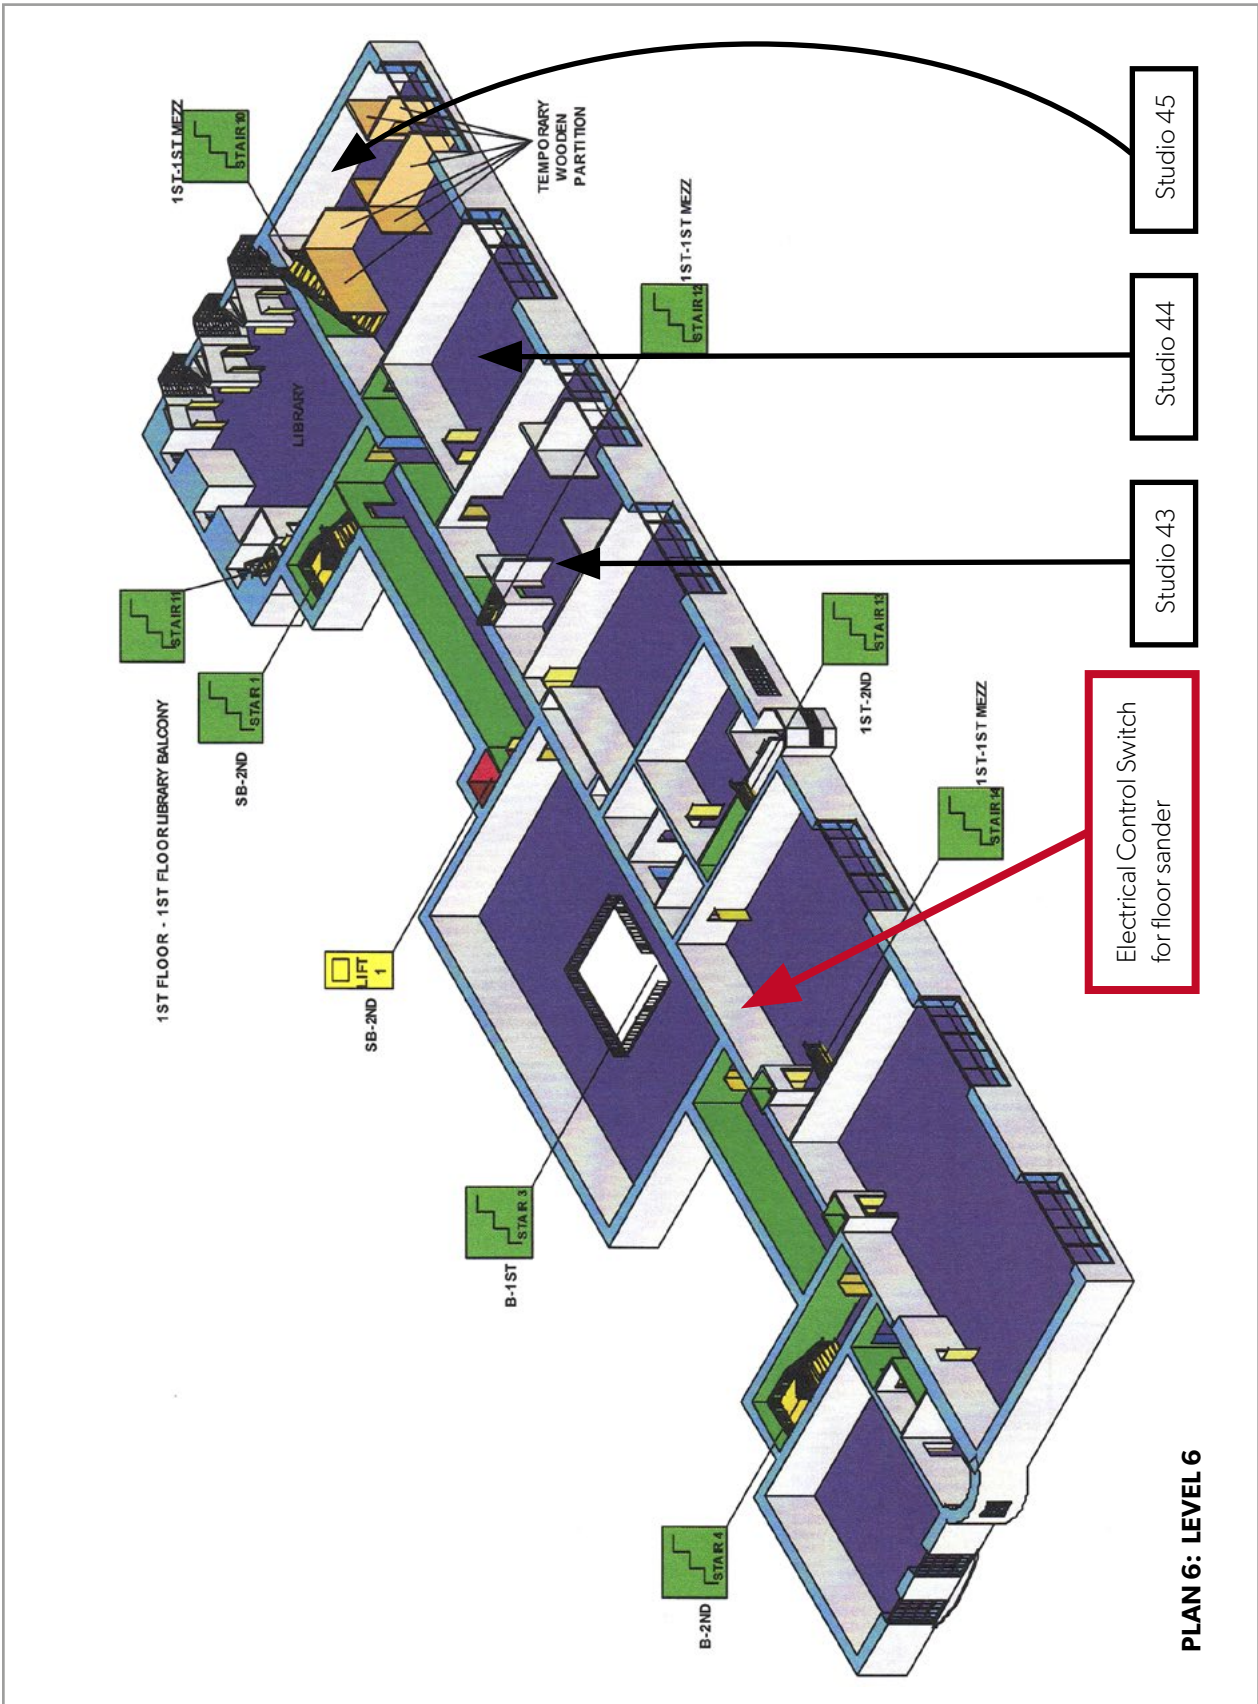 1ST-1ST MEZZ
STAIR 10
TEMPORARY
WOODEN
PARTITION
Studio 45
1ST-1ST MEZZ
STAIR 12
Studio 44
LIBRARY
Studio 43
STAIR 11
1ST FLOOR - 1ST FLOOR LIBRARY BALCONY
STAIR 1
SB-2ND
STAIR 13
1ST-2ND
LIFT
1
SB-2ND
1ST-1ST MEZZ
STAIR 14
Electrical Control Switch
for floor sander
STAIR 3
B-1ST
STAIR 4
B-2ND
PLAN 6: LEVEL 6